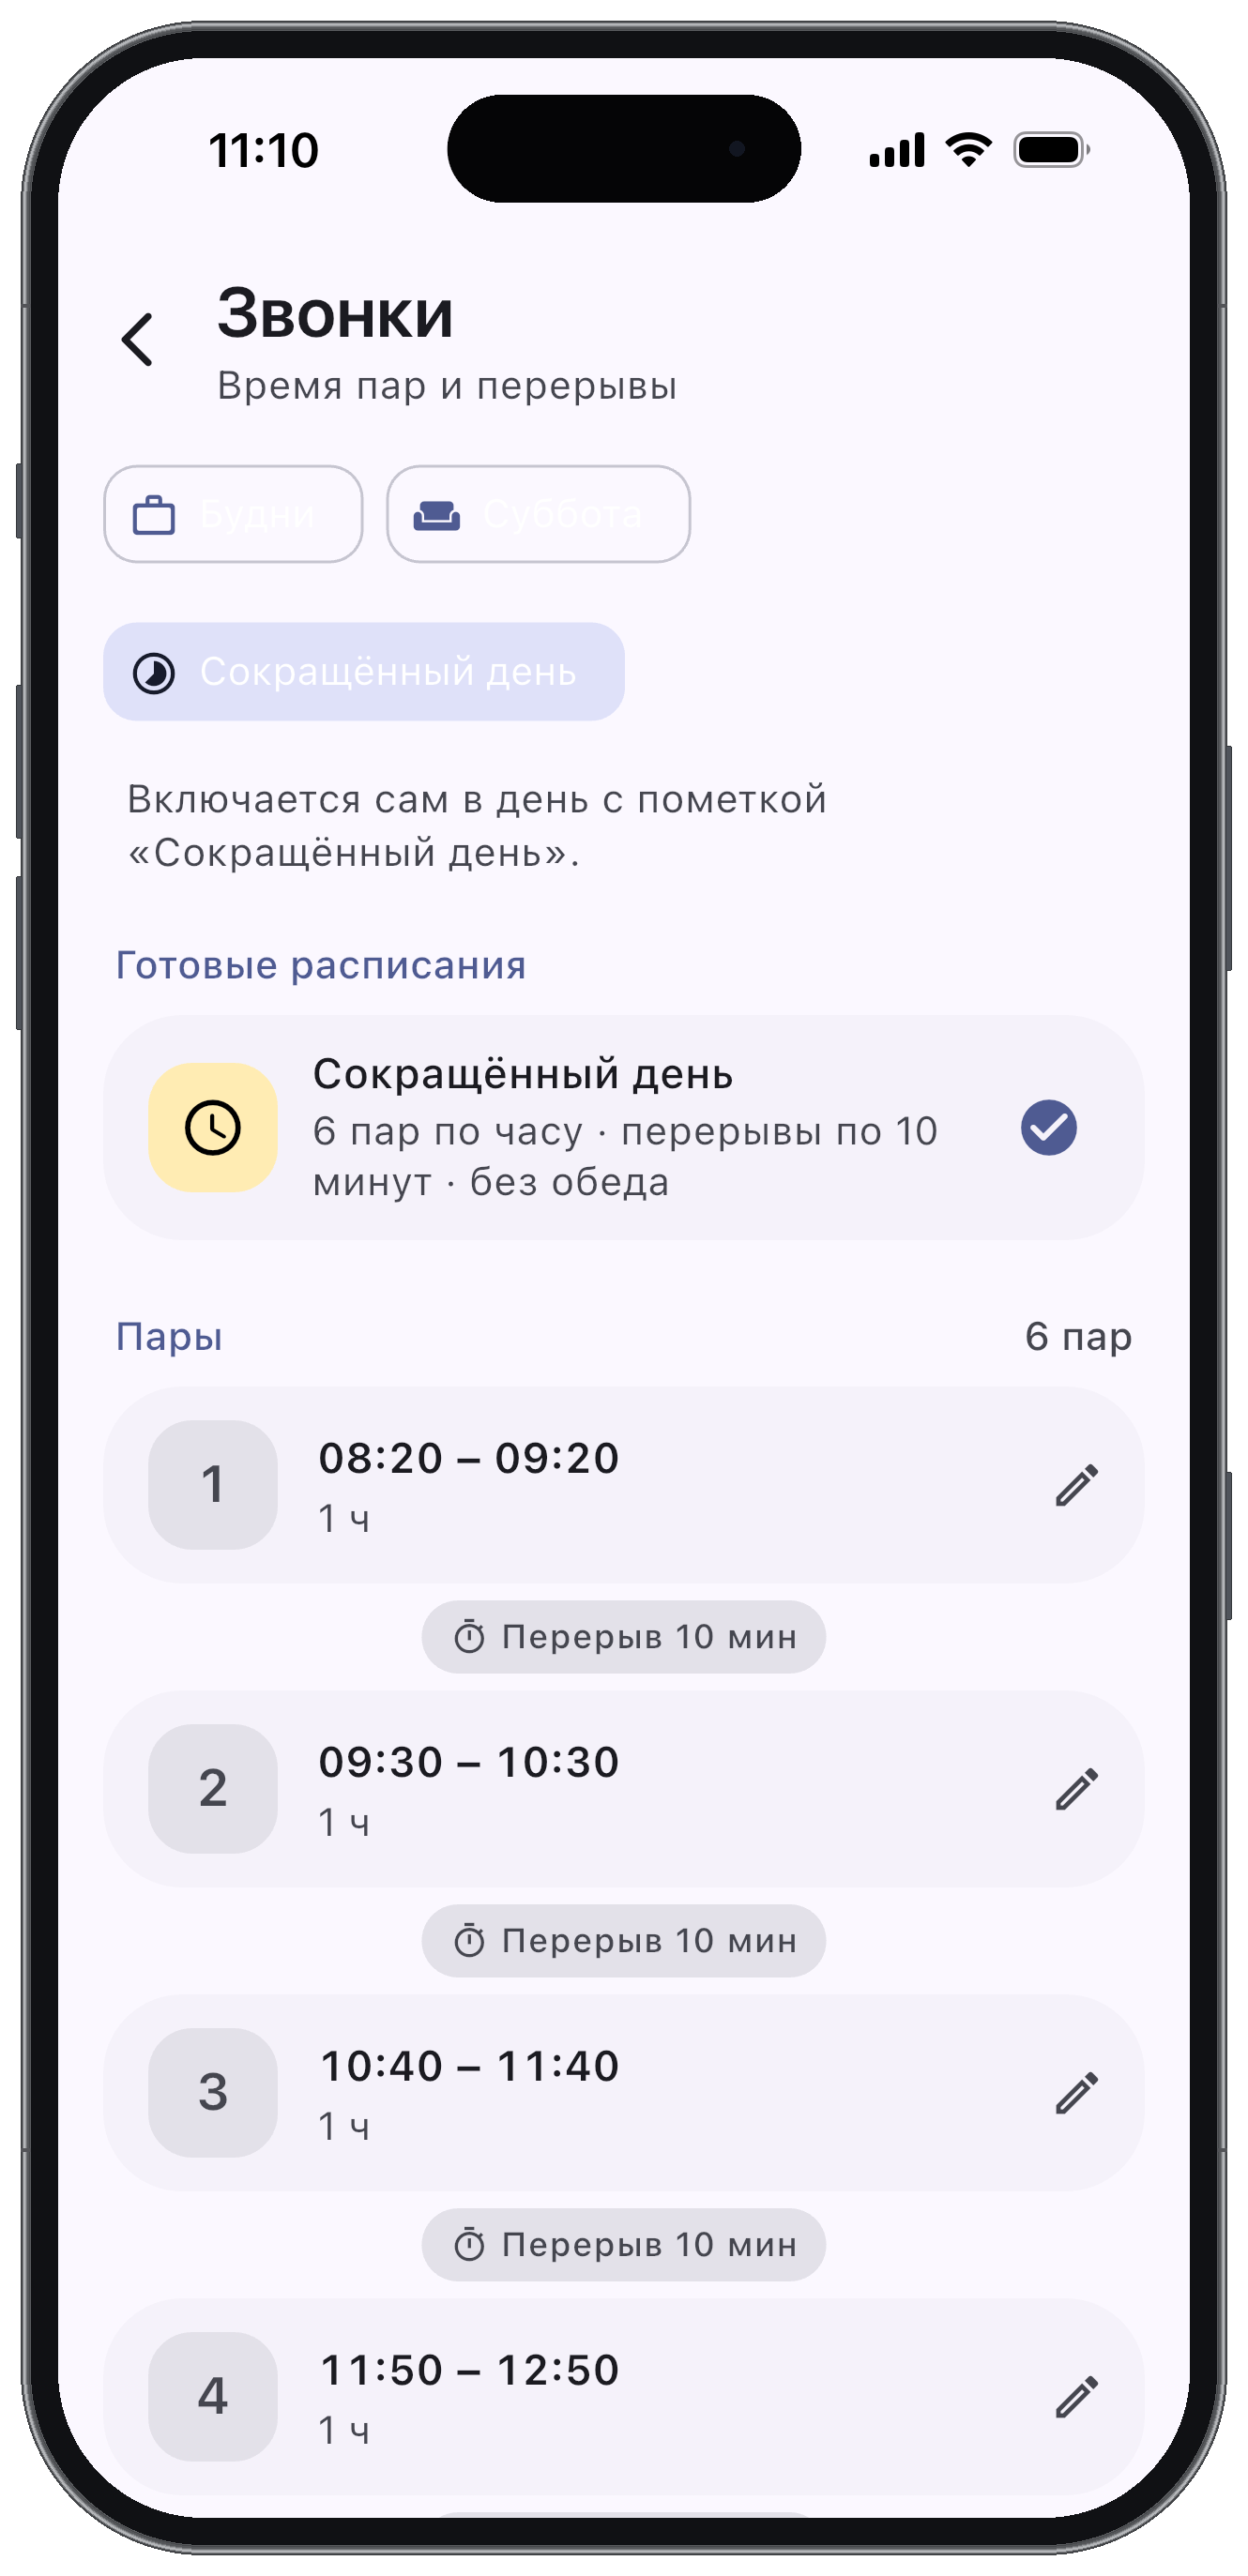 11:10
Звонки
Время пар и перерывы
Будни Суббота
Сокращённый день
Включается сам в день с пометкой
«Сокращённый день».
Готовые расписания
Сокращённый день
6 пар по часу · перерывы по 10
минут · без обеда
Пары 6 пар
1 08:20 – 09:20
1 ч
Перерыв 10 мин
2 09:30 – 10:30
1 ч
Перерыв 10 мин
3 10:40 – 11:40
1 ч
Перерыв 10 мин
4 11:50 – 12:50
1 ч